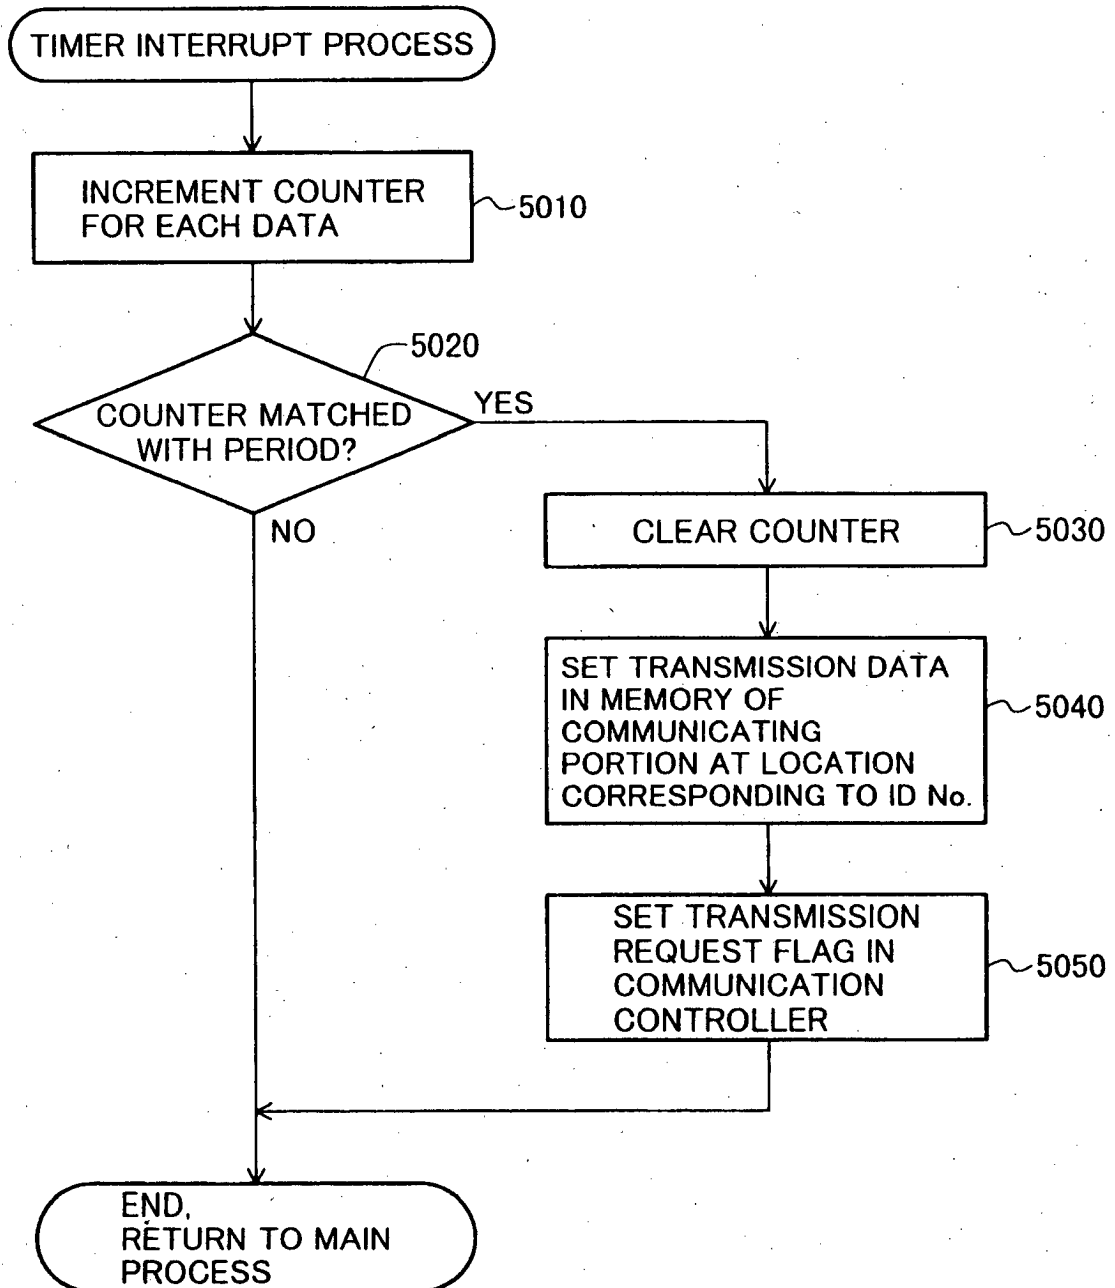 TIMER INTERRUPT PROCESS
INCREMENT COUNTER
FOR EACH DATA
5010
5020
COUNTER MATCHED
WITH PERIOD?
YES
NO
CLEAR COUNTER
5030
SET TRANSMISSION DATA
IN MEMORY OF
COMMUNICATING
PORTION AT LOCATION
CORRESPONDING TO ID No.
5040
SET TRANSMISSION
REQUEST FLAG IN
COMMUNICATION
CONTROLLER
5050
END,
RETURN TO MAIN
PROCESS